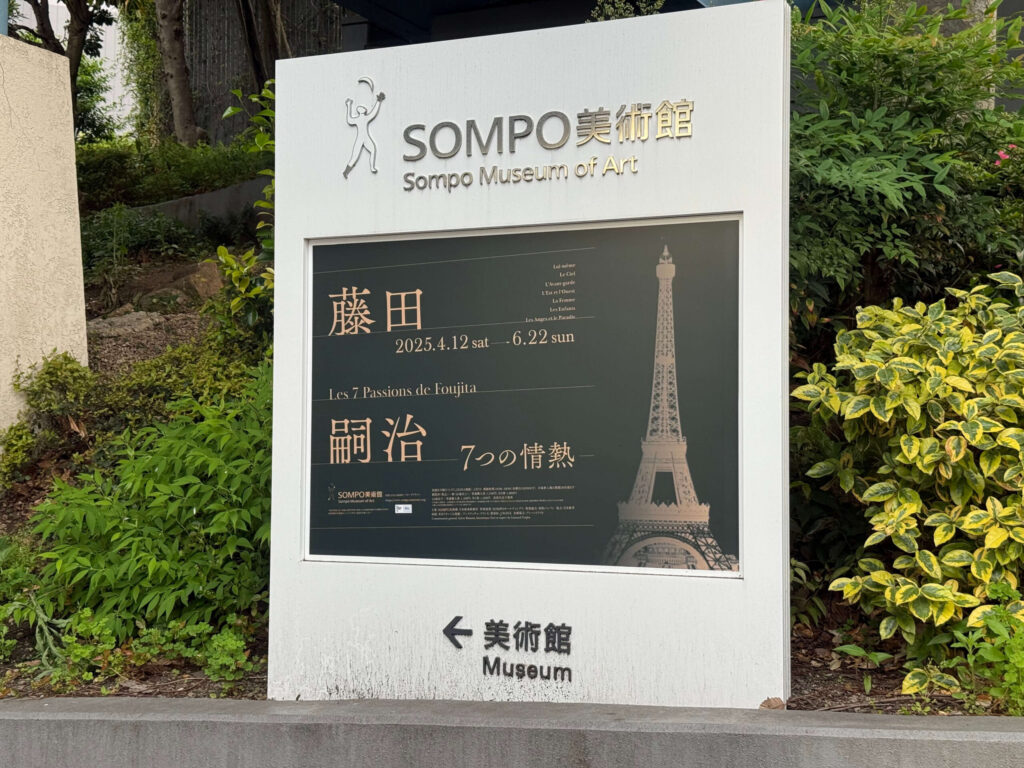 SOMPO美術館
Sompo Museum of Art
Lui-même
Le Ciel
L'Avant-garde
L'Est et l'Ouest
La Femme
Les Enfants
Les Anges et le Paradis
藤田
2025.4.12 sat — 6.22 sun
Les 7 Passions de Foujita
嗣治
7つの情熱
SOMPO美術館
Sompo Museum of Art
← 美術館
Museum